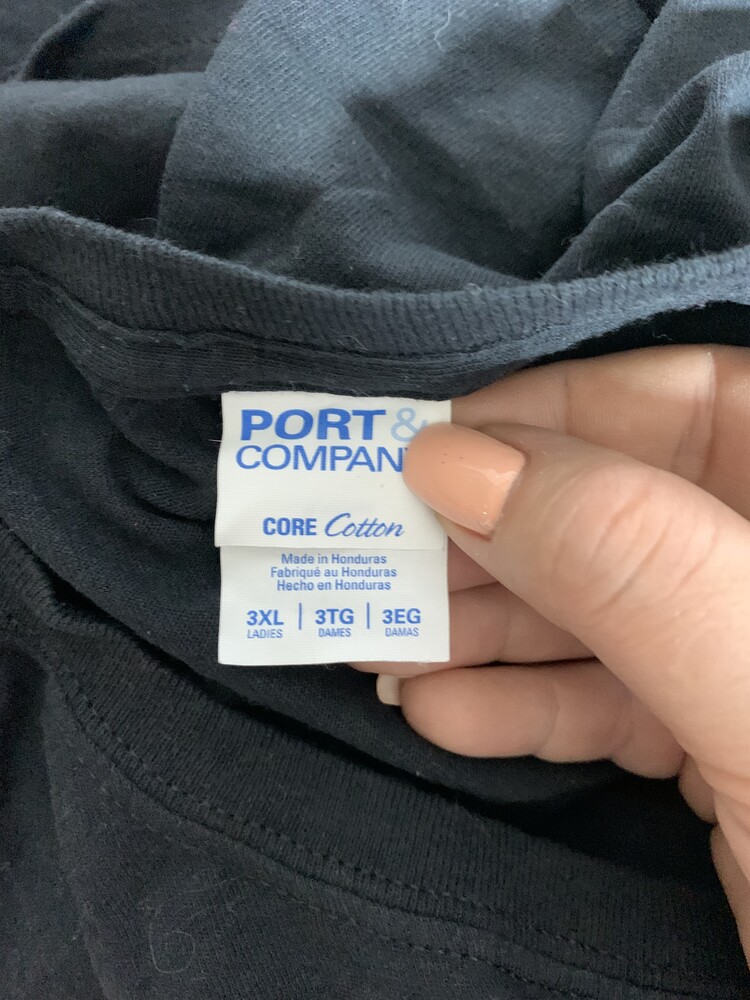 PORT &
COMPAN
CORE Cotton
Made in Honduras
Fabriqué au Honduras
Hecho en Honduras
3XL | 3TG | 3EG
LADIES DAMES DAMAS